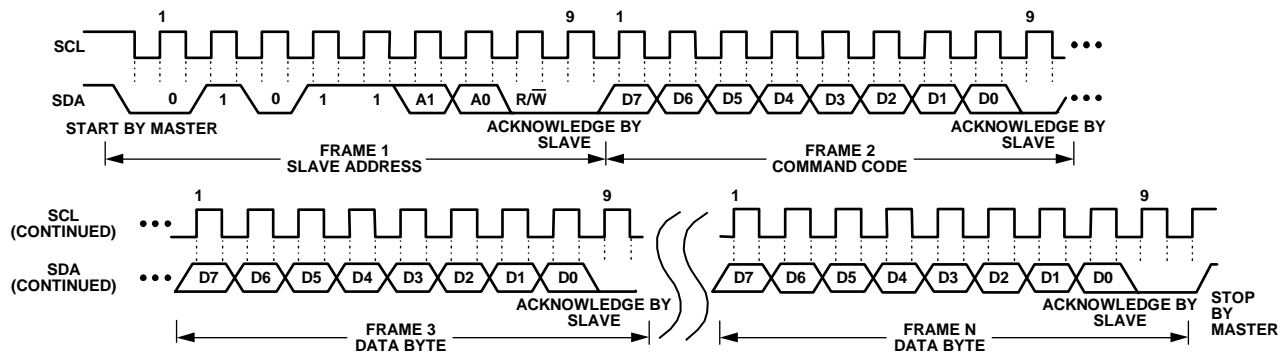 1 9 1 9
SCL
SDA 0 1 0 1 1 A1 A0 R/W̅ D7 D6 D5 D4 D3 D2 D1 D0
START BY MASTER ACKNOWLEDGE BY SLAVE ACKNOWLEDGE BY SLAVE
FRAME 1
SLAVE ADDRESS
FRAME 2
COMMAND CODE
1 9 1 9
SCL
(CONTINUED)
SDA
(CONTINUED)
D7 D6 D5 D4 D3 D2 D1 D0 D7 D6 D5 D4 D3 D2 D1 D0
ACKNOWLEDGE BY
SLAVE
ACKNOWLEDGE BY
SLAVE
STOP
BY
MASTER
FRAME 3
DATA BYTE
FRAME N
DATA BYTE